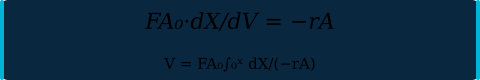 FA₀·dX/dV = −rA
V = FA₀∫₀ˣ dX/(−rA)